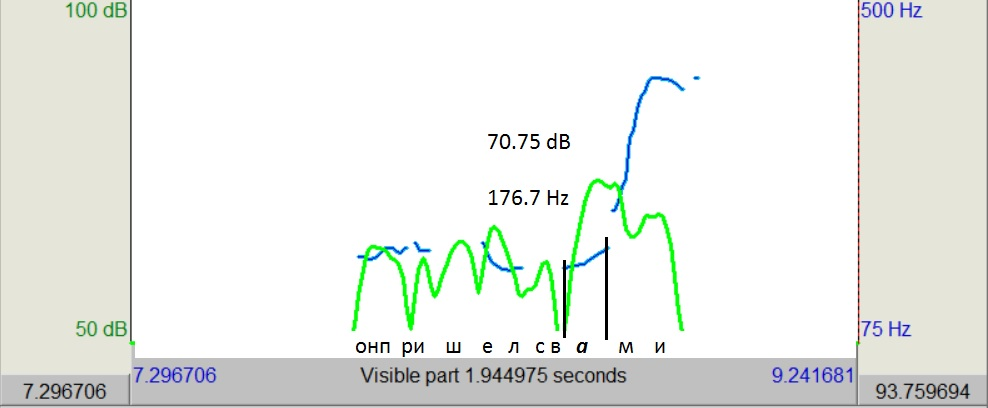 100 dB 500 Hz
70.75 dB
176.7 Hz
50 dB 75 Hz
онп ри ш е л с в а м и
7.296706 Visible part 1.944975 seconds 9.241681
7.296706 93.759694